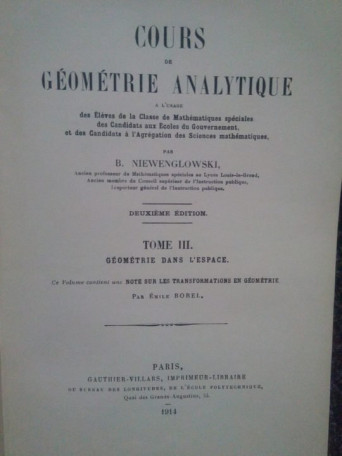 COURS
DE
GÉOMÉTRIE ANALYTIQUE
A L'USAGE
des Élèves de la Classe de Mathématiques spéciales
des Candidats aux Écoles du Gouvernement
et des Candidats à l'Agrégation des Sciences mathématiques,
PAR
B. NIEWENGLOWSKI,
Ancien professeur de Mathématiques spéciales au Lycée Louis-le-Grand,
Ancien membre du Conseil supérieur de l'Instruction publique,
Inspecteur général de l'Instruction publique.
DEUXIÈME ÉDITION.
TOME III.
GÉOMÉTRIE DANS L'ESPACE.
Ce Volume contient une NOTE SUR LES TRANSFORMATIONS EN GÉOMÉTRIE,
PAR ÉMILE BOREL.
PARIS,
GAUTHIER-VILLARS, IMPRIMEUR-LIBRAIRE
DU BUREAU DES LONGITUDES, DE L'ÉCOLE POLYTECHNIQUE,
Quai des Grands-Augustins, 55.
1914